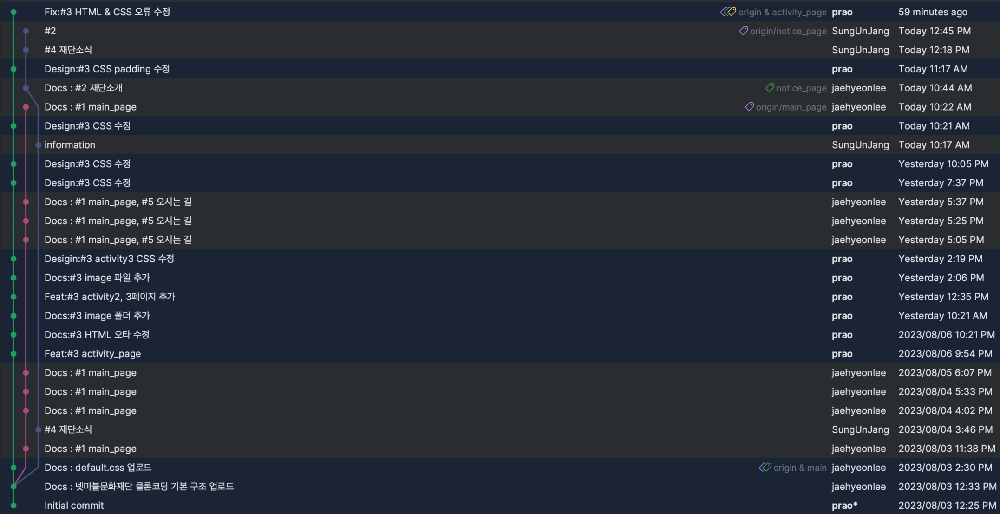 Fix:#3 HTML & CSS 오류 수정 origin & activity_page prao 59 minutes ago
#2 origin/notice_page SungUnJang Today 12:45 PM
#4 재단소식 SungUnJang Today 12:18 PM
Design:#3 CSS padding 수정 prao Today 11:17 AM
Docs : #2 재단소개 notice_page jaehyeonlee Today 10:44 AM
Docs : #1 main_page origin/main_page jaehyeonlee Today 10:22 AM
Design:#3 CSS 수정 prao Today 10:21 AM
information SungUnJang Today 10:17 AM
Design:#3 CSS 수정 prao Yesterday 10:05 PM
Design:#3 CSS 수정 prao Yesterday 7:37 PM
Docs : #1 main_page, #5 오시는 길 jaehyeonlee Yesterday 5:37 PM
Docs : #1 main_page, #5 오시는 길 jaehyeonlee Yesterday 5:25 PM
Docs : #1 main_page, #5 오시는 길 jaehyeonlee Yesterday 5:05 PM
Desigin:#3 activity3 CSS 수정 prao Yesterday 2:19 PM
Docs:#3 image 파일 추가 prao Yesterday 2:06 PM
Feat:#3 activity2, 3페이지 추가 prao Yesterday 12:35 PM
Docs:#3 image 폴더 추가 prao Yesterday 10:21 AM
Docs:#3 HTML 오타 수정 prao 2023/08/06 10:21 PM
Feat:#3 activity_page prao 2023/08/06 9:54 PM
Docs : #1 main_page jaehyeonlee 2023/08/05 6:07 PM
Docs : #1 main_page jaehyeonlee 2023/08/04 5:33 PM
Docs : #1 main_page jaehyeonlee 2023/08/04 4:02 PM
#4 재단소식 SungUnJang 2023/08/04 3:46 PM
Docs : #1 main_page jaehyeonlee 2023/08/03 11:38 PM
Docs : default.css 업로드 origin & main jaehyeonlee 2023/08/03 2:30 PM
Docs : 넷마블문화재단 클론코딩 기본 구조 업로드 jaehyeonlee 2023/08/03 12:33 PM
Initial commit prao* 2023/08/03 12:25 PM